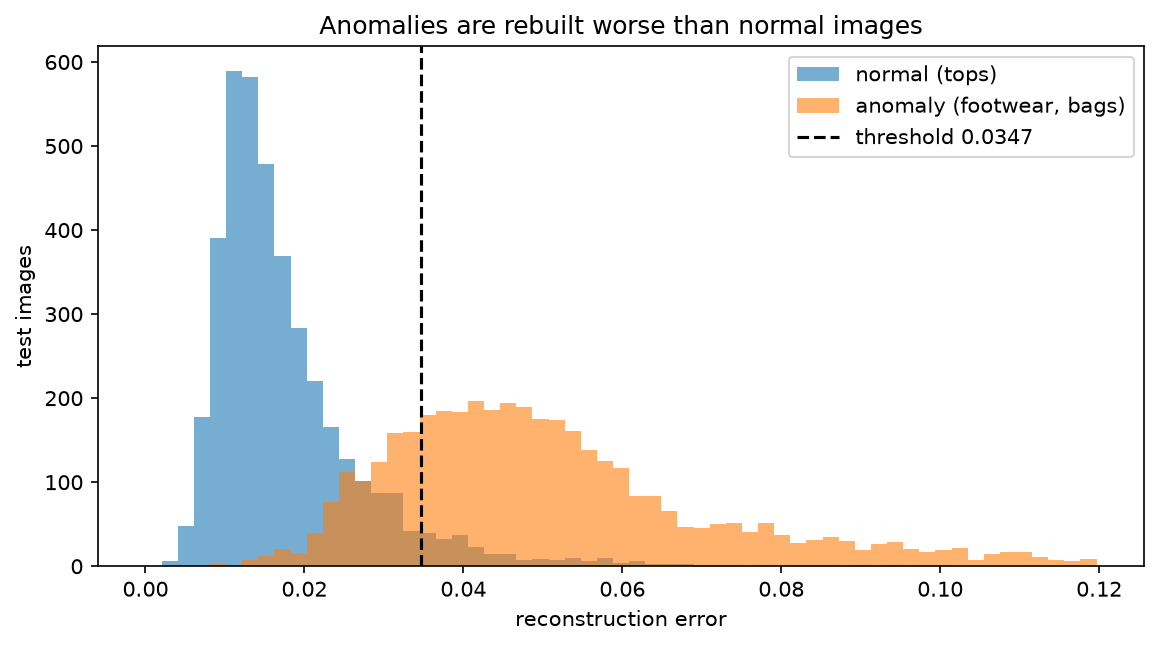 Anomalies are rebuilt worse than normal images
normal (tops)
anomaly (footwear, bags)
threshold 0.0347
600
500
400
300
200
100
0
test images
0.00 0.02 0.04 0.06 0.08 0.10 0.12
reconstruction error